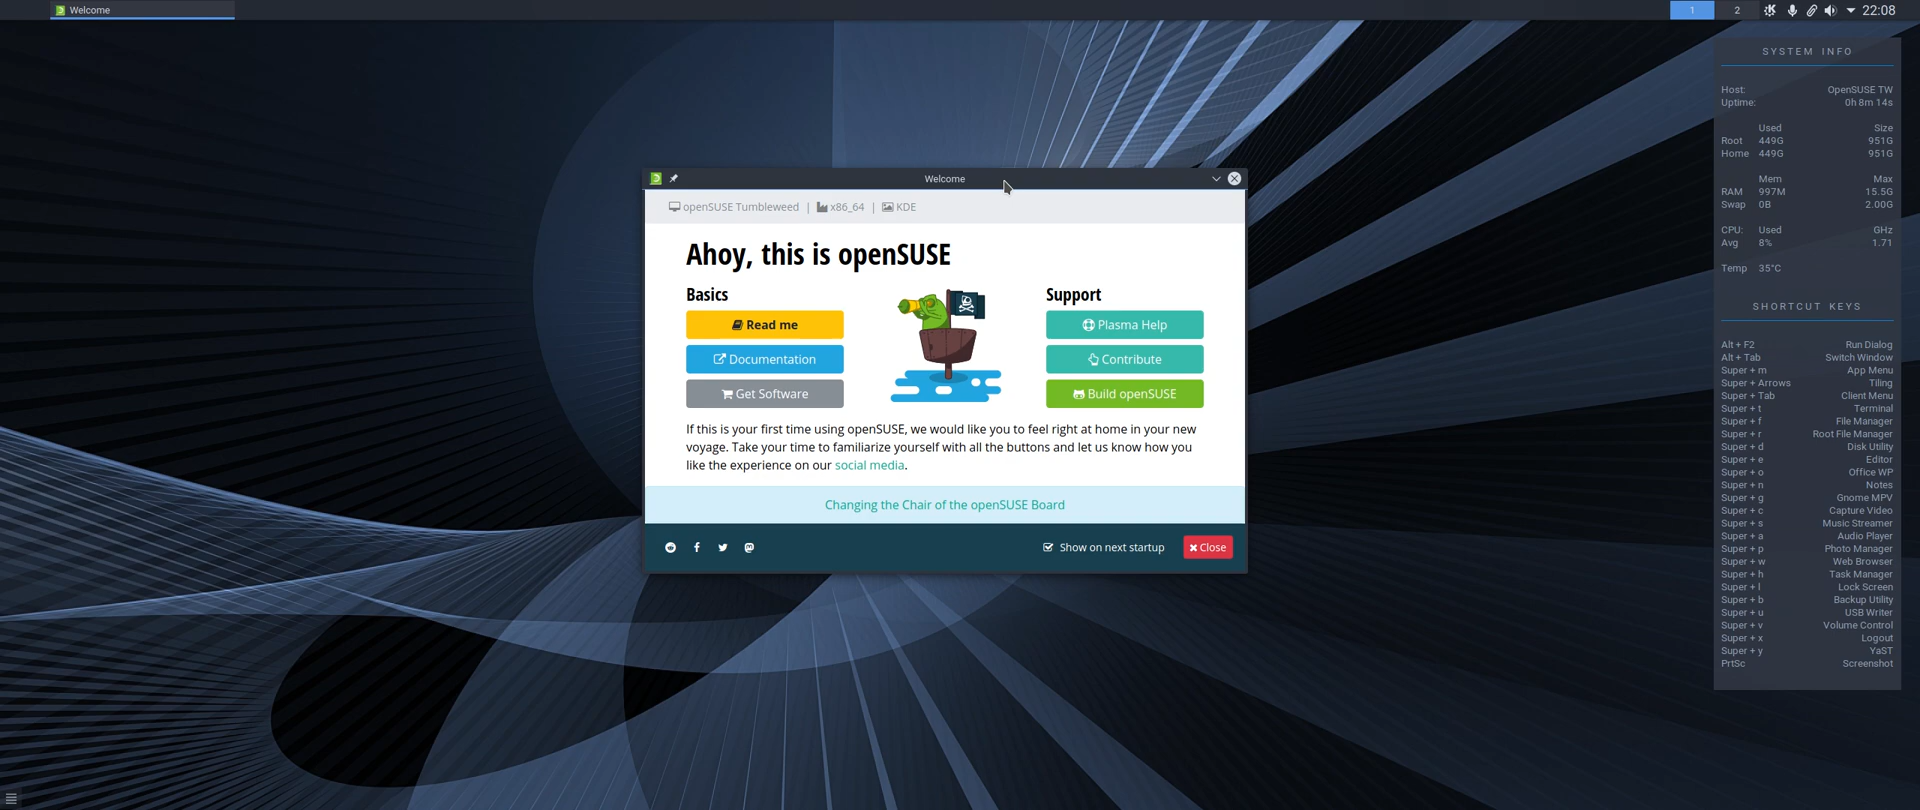 Welcome
1 2 22:08
Welcome
openSUSE Tumbleweed | x86_64 | KDE
Ahoy, this is openSUSE
Basics
Read me
Documentation
Get Software
Support
Plasma Help
Contribute
Build openSUSE
If this is your first time using openSUSE, we would like you to feel right at home in your new
voyage. Take your time to familiarize yourself with all the buttons and let us know how you
like the experience on our social media.
Changing the Chair of the openSUSE Board
Show on next startup
Close
SYSTEM INFO
Host: OpenSUSE TW
Uptime: 0h 8m 14s
Used Size
Root 449G 951G
Home 449G 951G
Mem Max
RAM 997M 15.5G
Swap 0B 2.00G
CPU: Used GHz
Avg 8% 1.71
Temp 35°C
SHORTCUT KEYS
Alt + F2 Run Dialog
Alt + Tab Switch Window
Super + m App Menu
Super + Arrows Tiling
Super + Tab Client Menu
Super + t Terminal
Super + f File Manager
Super + r Root File Manager
Super + d Disk Utility
Super + e Editor
Super + o Office WP
Super + n Notes
Super + g Gnome MPV
Super + c Capture Video
Super + s Music Streamer
Super + a Audio Player
Super + p Photo Manager
Super + w Web Browser
Super + h Task Manager
Super + l Lock Screen
Super + b Backup Utility
Super + u USB Writer
Super + v Volume Control
Super + x Logout
Super + y YaST
PrtSc Screenshot